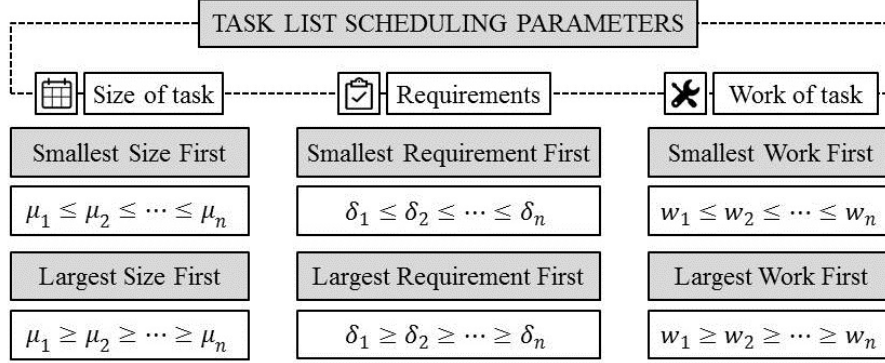 TASK LIST SCHEDULING PARAMETERS
Size of task
Requirements
Work of task
Smallest Size First
Smallest Requirement First
Smallest Work First
μ₁ ≤ μ₂ ≤ ⋯ ≤ μₙ
δ₁ ≤ δ₂ ≤ ⋯ ≤ δₙ
w₁ ≤ w₂ ≤ ⋯ ≤ wₙ
Largest Size First
Largest Requirement First
Largest Work First
μ₁ ≥ μ₂ ≥ ⋯ ≥ μₙ
δ₁ ≥ δ₂ ≥ ⋯ ≥ δₙ
w₁ ≥ w₂ ≥ ⋯ ≥ wₙ